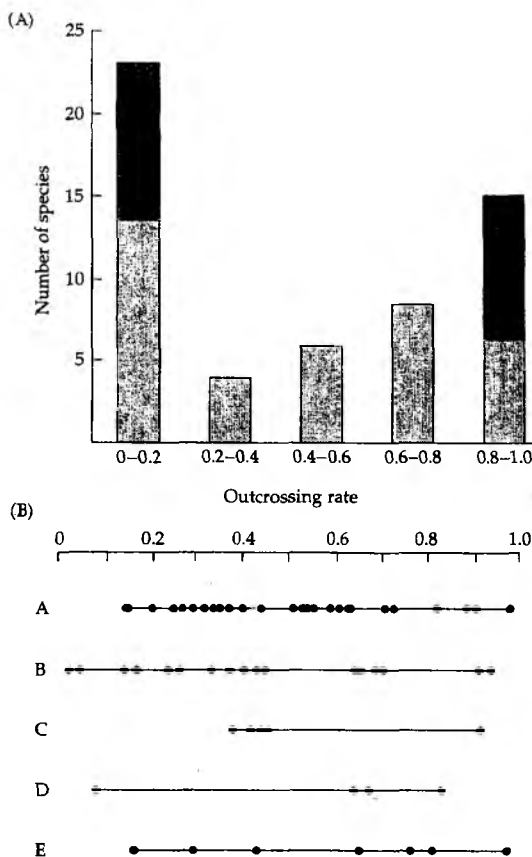 (A)
25
20
15
10
5
Number of species
0–0.2 0.2–0.4 0.4–0.6 0.6–0.8 0.8–1.0
Outcrossing rate
(B)
0 0.2 0.4 0.6 0.8 1.0
A
B
C
D
E